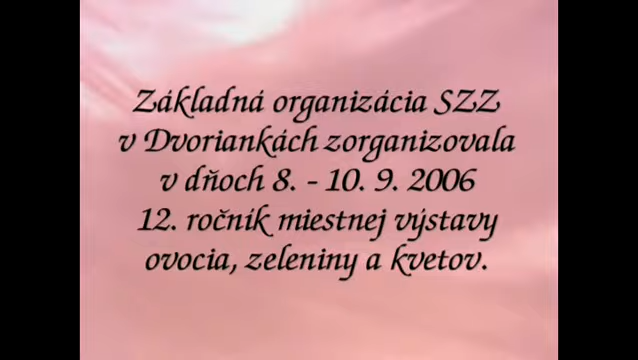 Základná organizácia SZZ
v Dvoriankách zorganizovala
v dňoch 8. - 10. 9. 2006
12. ročník miestnej výstavy
ovocia, zeleniny a kvetov.